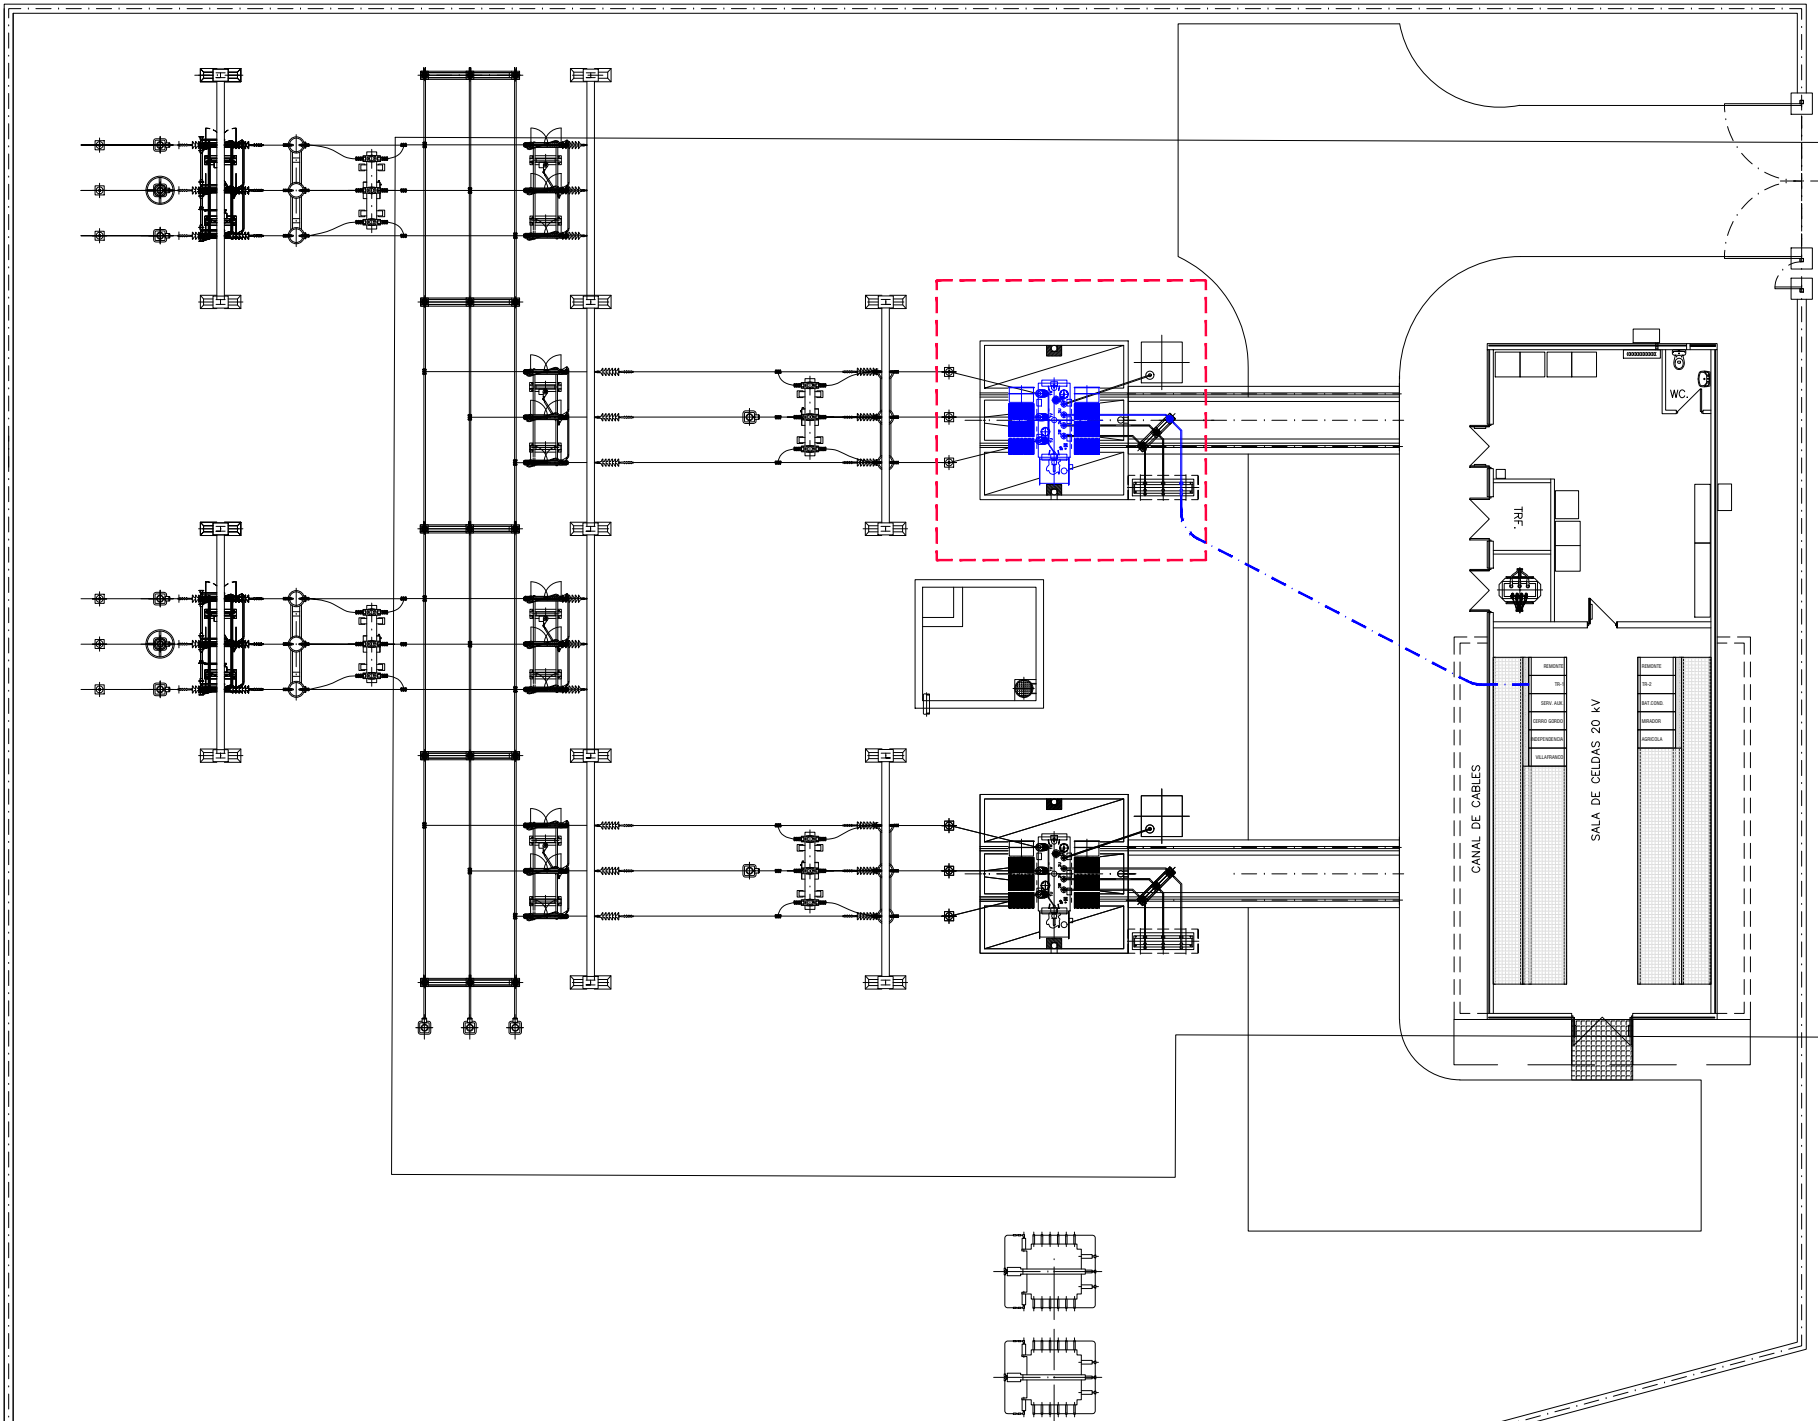 WC.
TRF.
REMONTE
TR-1
SERV. AUX.
CERRO GORDO
INDEPENDENCIA
VILLAFRANCO
REMONTE
TR-2
BAT.COND.
MIRADOR
AGRICOLA
SALA DE CELDAS 20 kV
CANAL DE CABLES